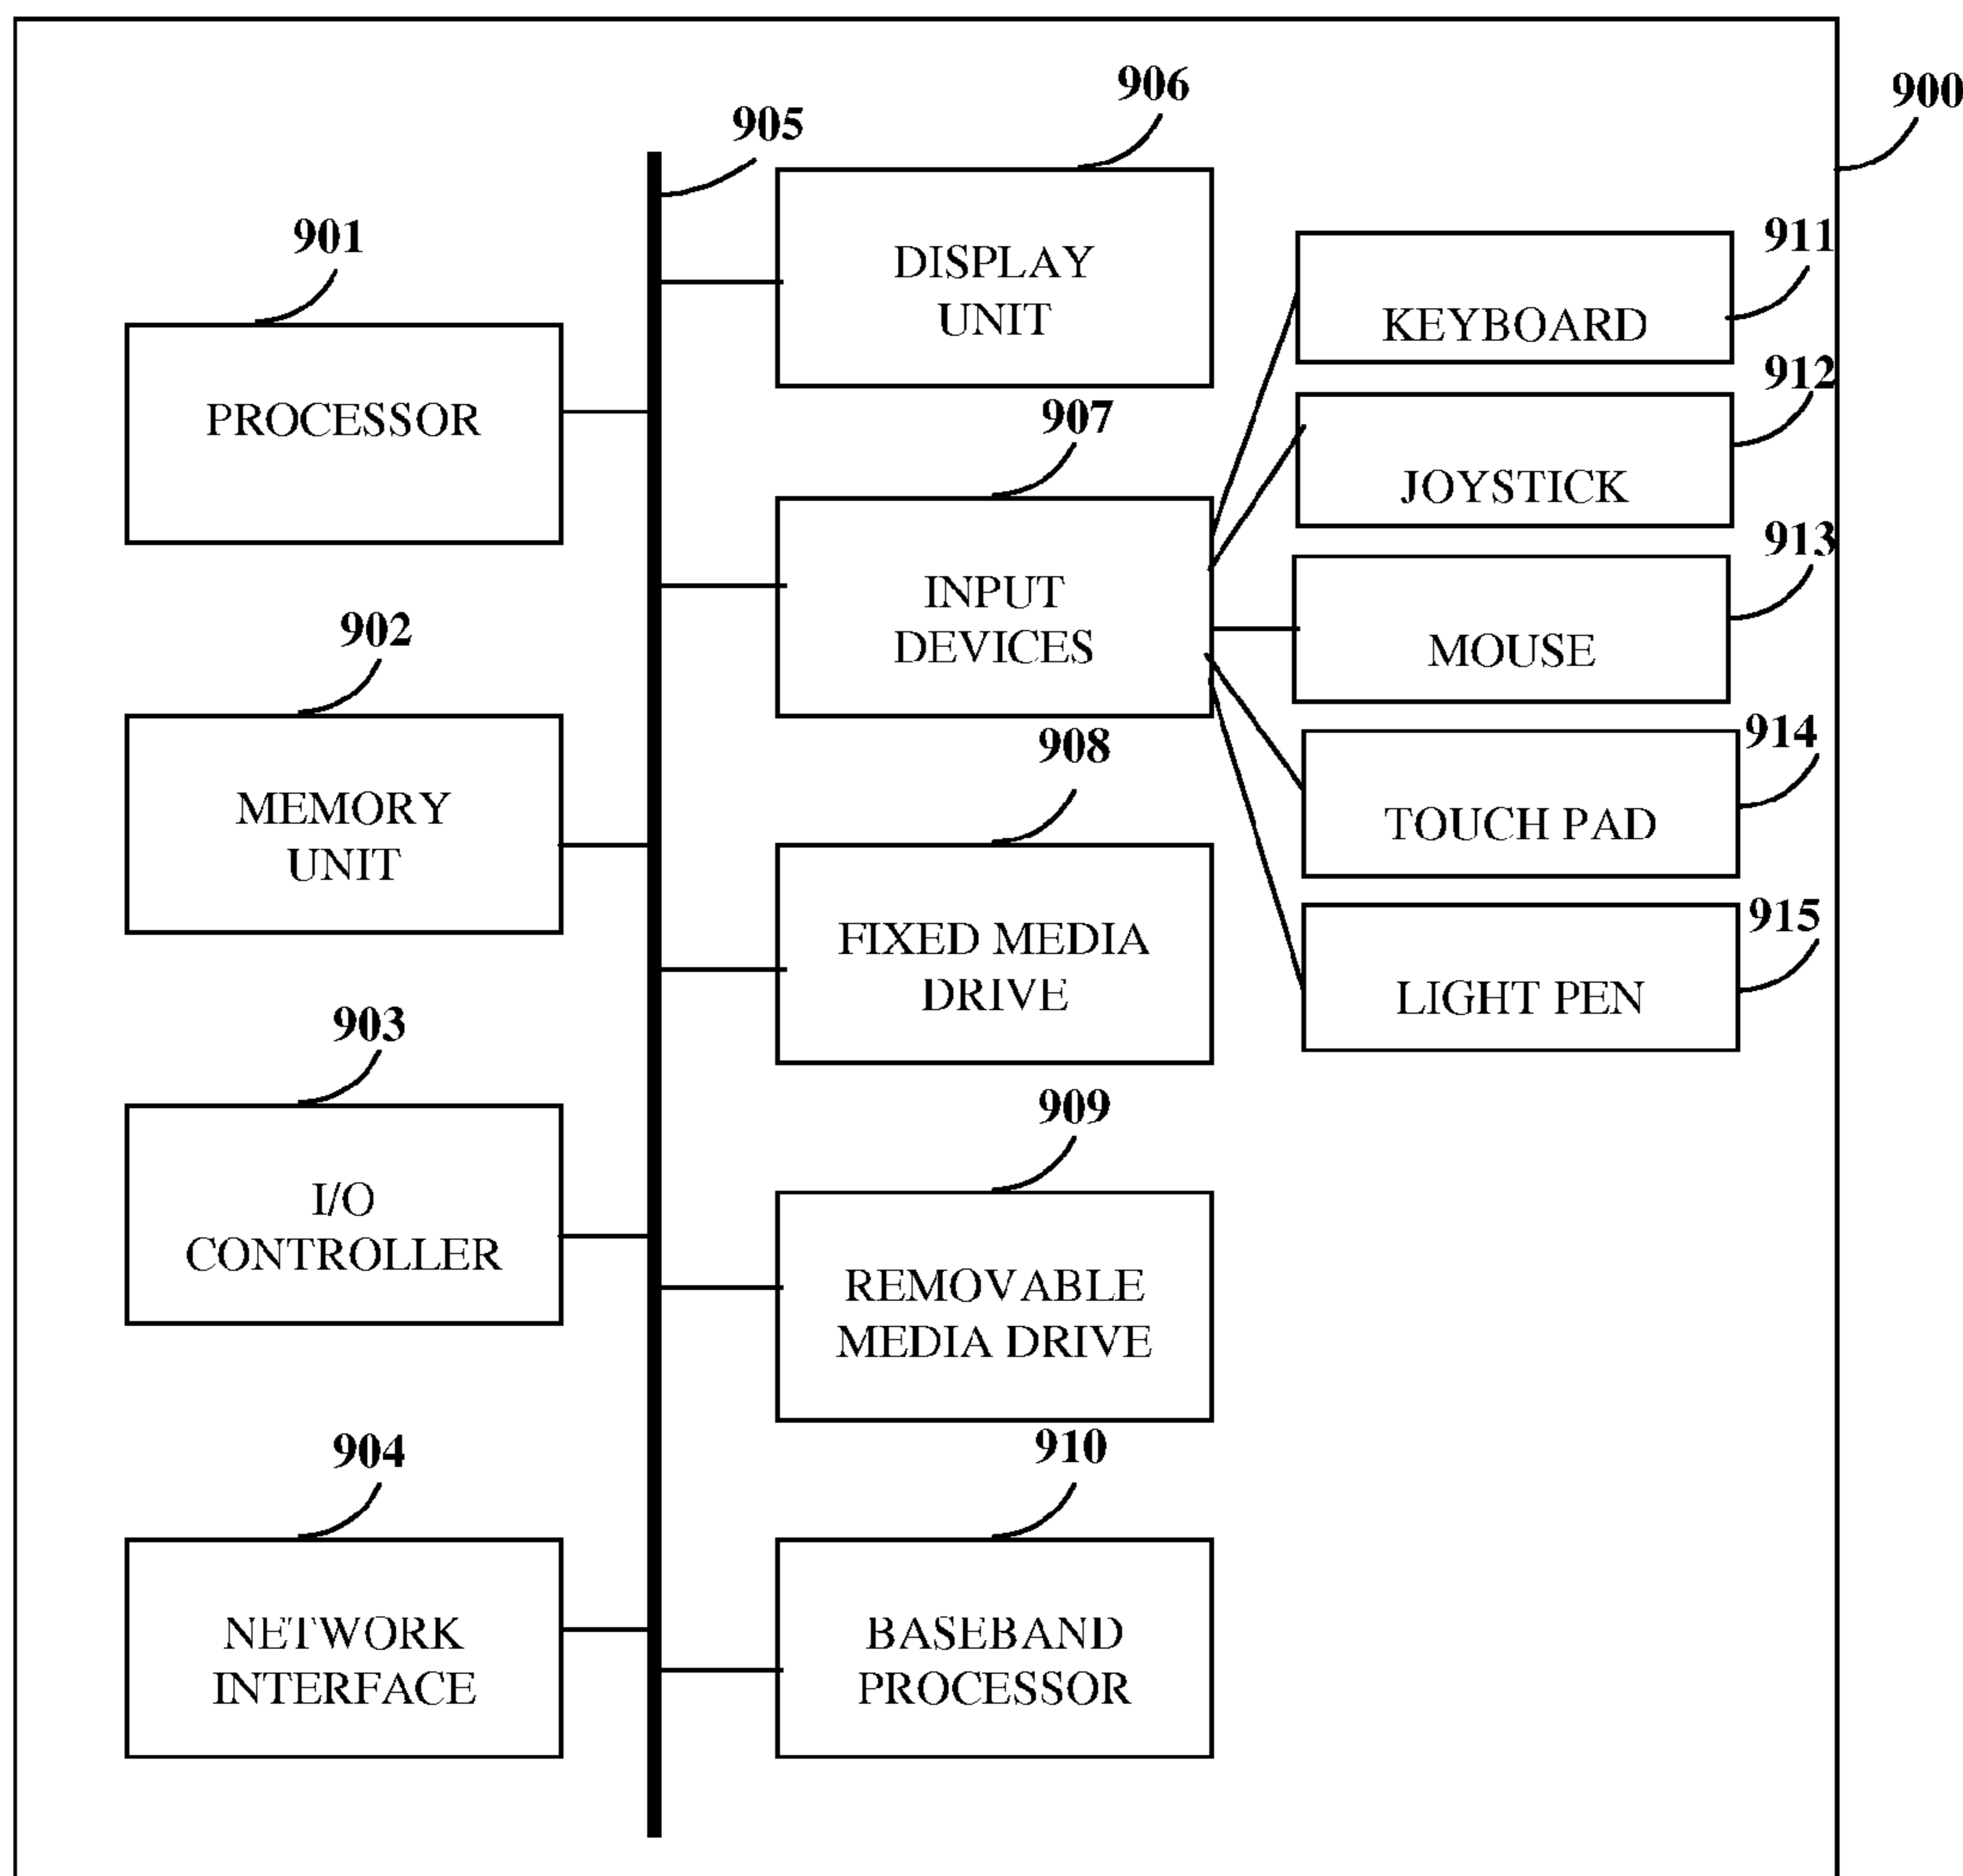 900
905
906
901
PROCESSOR
902
MEMORY
UNIT
903
I/O
CONTROLLER
904
NETWORK
INTERFACE
DISPLAY
UNIT
907
INPUT
DEVICES
908
FIXED MEDIA
DRIVE
909
REMOVABLE
MEDIA DRIVE
910
BASEBAND
PROCESSOR
911
KEYBOARD
912
JOYSTICK
913
MOUSE
914
TOUCH PAD
915
LIGHT PEN